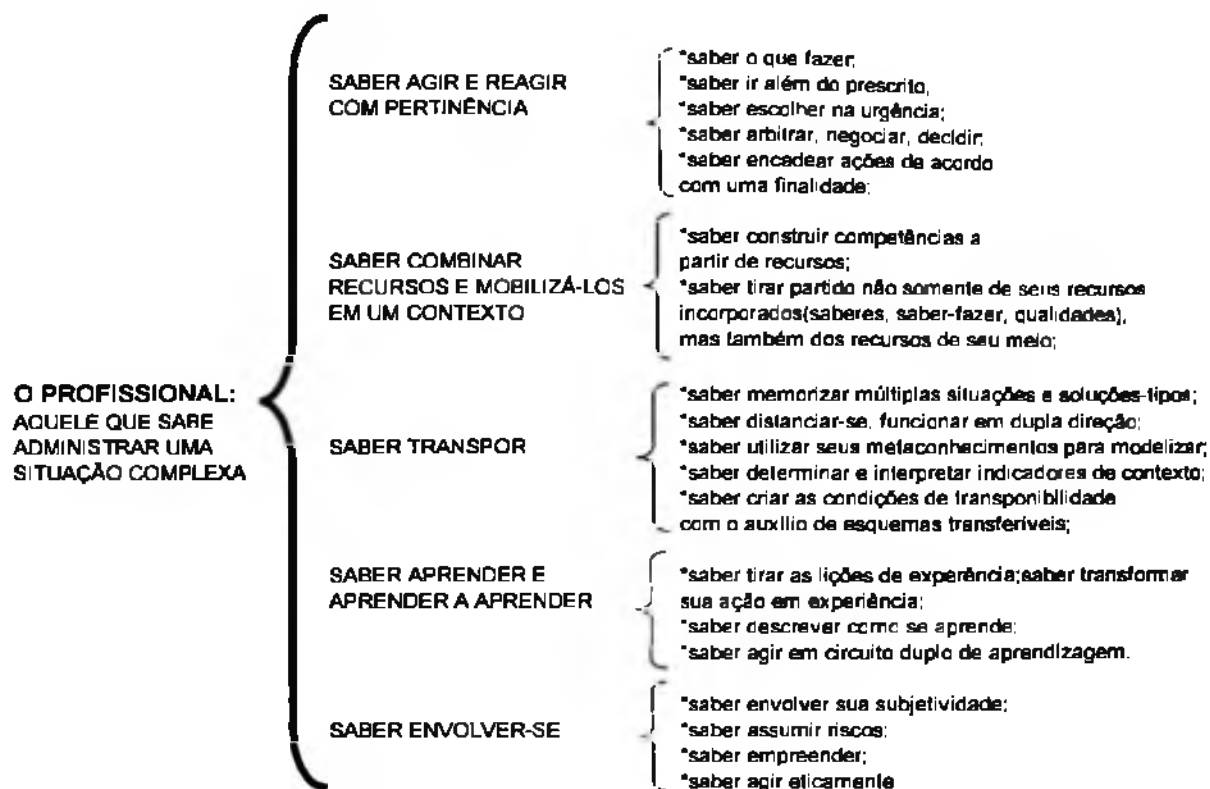 SABER AGIR E REAGIR
COM PERTINÊNCIA
*saber o que fazer;
*saber ir além do prescrito,
*saber escolher na urgência;
*saber arbitrar, negociar, decidir;
*saber encadear ações de acordo
com uma finalidade;
SABER COMBINAR
RECURSOS E MOBILIZÁ-LOS
EM UM CONTEXTO
*saber construir competências a
partir de recursos;
*saber tirar partido não somente de seus recursos
incorporados(saberes, saber-fazer, qualidades),
mas também dos recursos de seu meio;
O PROFISSIONAL:
AQUELE QUE SABE
ADMINISTRAR UMA
SITUAÇÃO COMPLEXA
SABER TRANSPOR
*saber memorizar múltiplas situações e soluções-tipos;
*saber distanciar-se, funcionar em dupla direção;
*saber utilizar seus metaconhecimentos para modelizar;
*saber determinar e interpretar indicadores de contexto;
*saber criar as condições de transponibilidade
com o auxílio de esquemas transferíveis;
SABER APRENDER E
APRENDER A APRENDER
*saber tirar as lições de experência;saber transformar
sua ação em experiência;
*saber descrever como se aprende;
*saber agir em circuito duplo de aprendizagem.
SABER ENVOLVER-SE
*saber envolver sua subjetividade;
*saber assumir riscos;
*saber empreender;
*saber agir eticamente